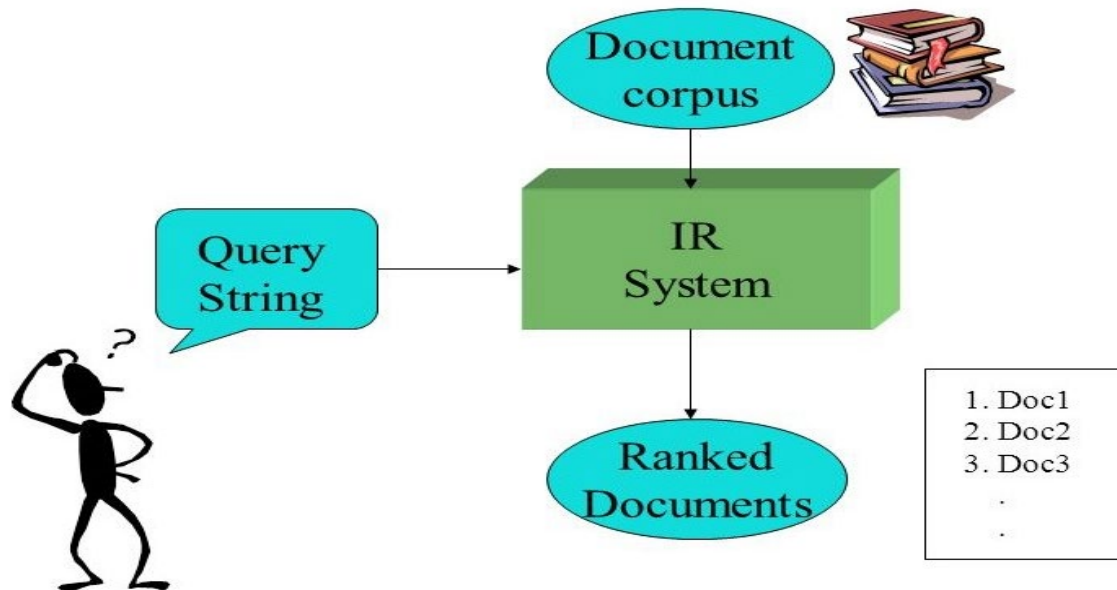 Document
corpus
IR
System
Query
String
?
Ranked
Documents
1. Doc1
2. Doc2
3. Doc3
.
.